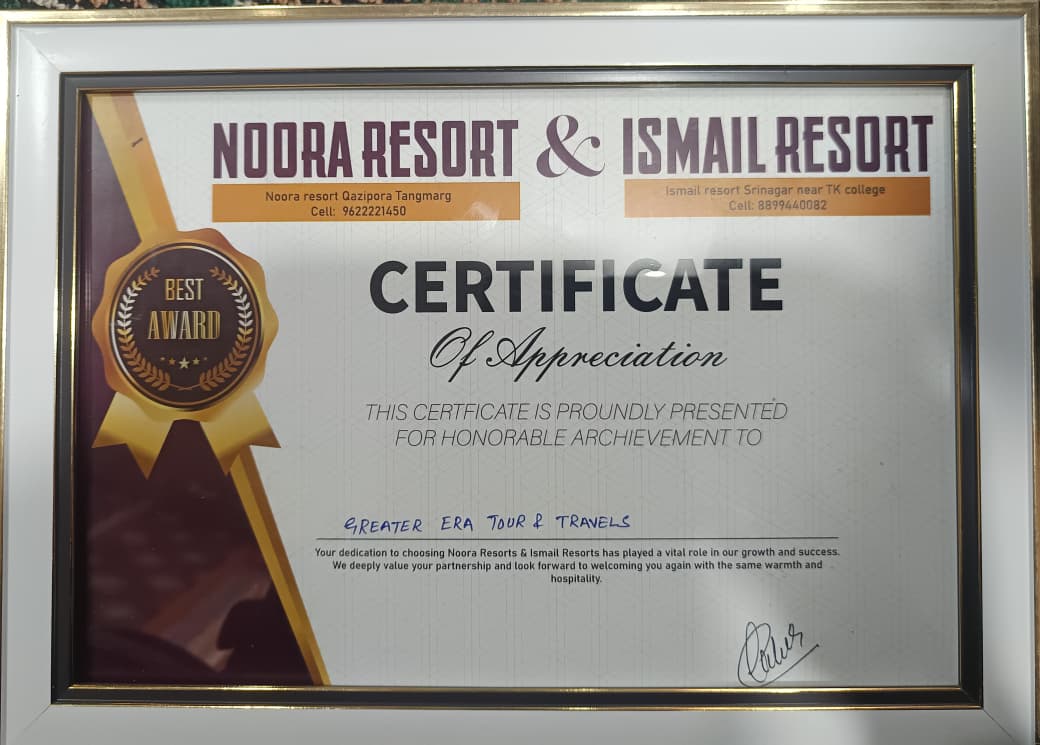 NOORA RESORT & ISMAIL RESORT
Noora resort Qazipora Tangmarg
Cell: 9622221450
Ismail resort Srinagar near TK college
Cell: 8899440082
BEST
AWARD
CERTIFICATE
Of Appreciation
THIS CERTFICATE IS PROUNDLY PRESENTED
FOR HONORABLE ARCHIEVEMENT TO
GREATER ERA TOUR & TRAVELS
Your dedication to choosing Noora Resorts & Ismail Resorts has played a vital role in our growth and success.
We deeply value your partnership and look forward to welcoming you again with the same warmth and
hospitality.